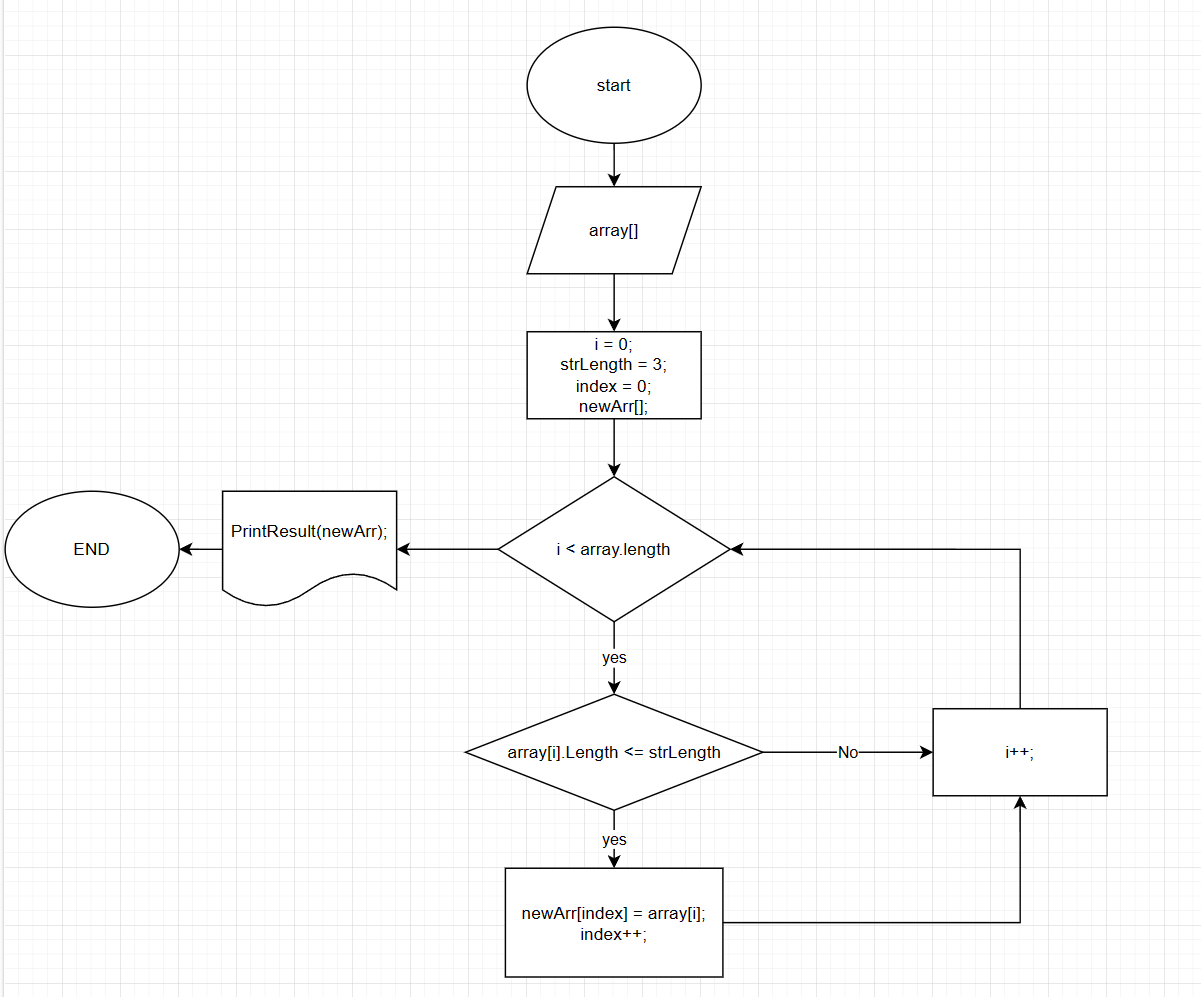 start
array[]
i = 0;
strLength = 3;
index = 0;
newArr[];
END
PrintResult(newArr);
i < array.length
yes
array[i].Length <= strLength
No
i++;
yes
newArr[index] = array[i];
index++;